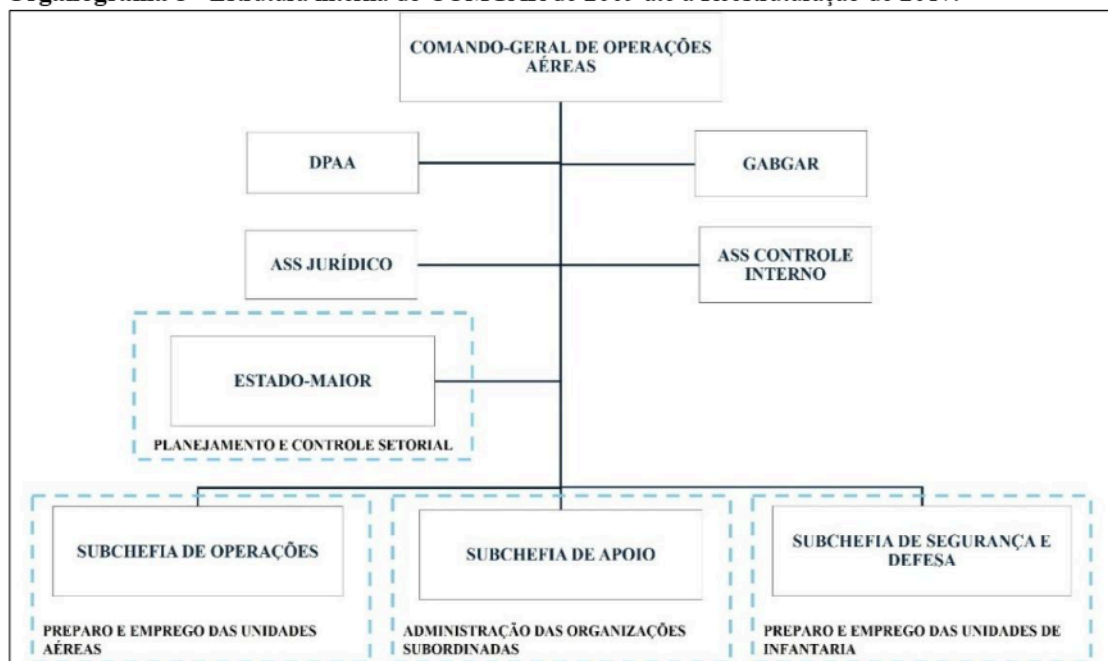 COMANDO-GERAL DE OPERAÇÕES
AÉREAS
DPAA
GABGAR
ASS JURÍDICO
ASS CONTROLE
INTERNO
ESTADO-MAIOR
PLANEJAMENTO E CONTROLE SETORIAL
SUBCHEFIA DE OPERAÇÕES
SUBCHEFIA DE APOIO
SUBCHEFIA DE SEGURANÇA E
DEFESA
PREPARO E EMPREGO DAS UNIDADES
AÉREAS
ADMINISTRAÇÃO DAS ORGANIZAÇÕES
SUBORDINADAS
PREPARO E EMPREGO DAS UNIDADES DE
INFANTARIA